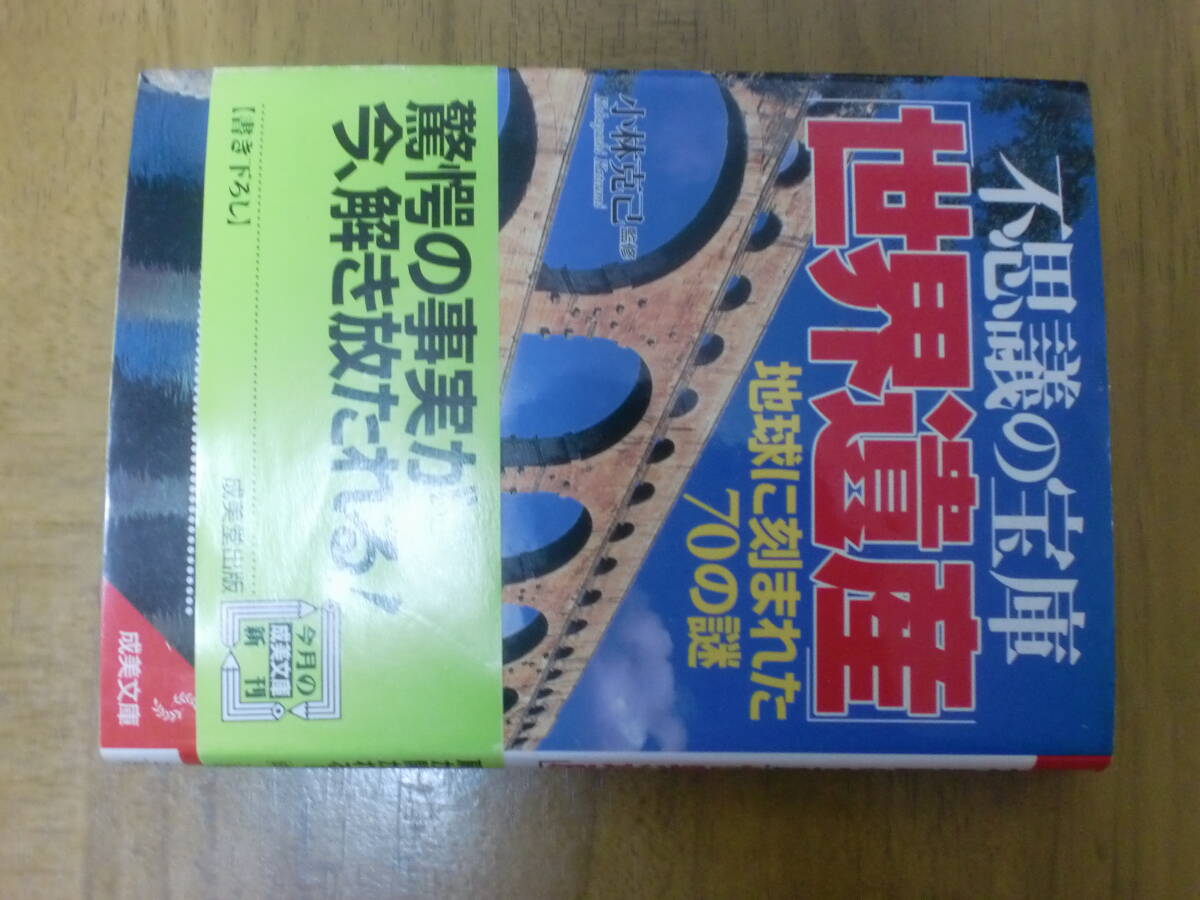 不思議の宝庫
[世界遺産]
地球に刻まれた
70の謎
小林克己 監修
Kobayashi Katsumi
驚愕の事実が
今、解き放たれる!
【書き下ろし】
成美堂出版
今月の
成美文庫
新刊
成美文庫